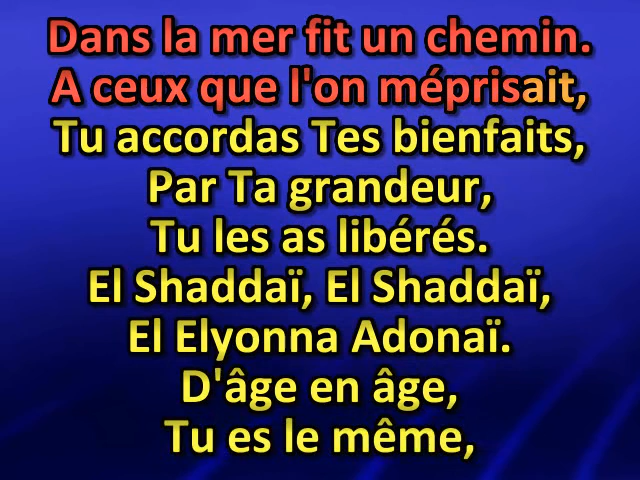 Dans la mer fit un chemin.
A ceux que l'on méprisait,
Tu accordas Tes bienfaits,
Par Ta grandeur,
Tu les as libérés.
El Shaddaï, El Shaddaï,
El Elyonna Adonaï.
D'âge en âge,
Tu es le même,